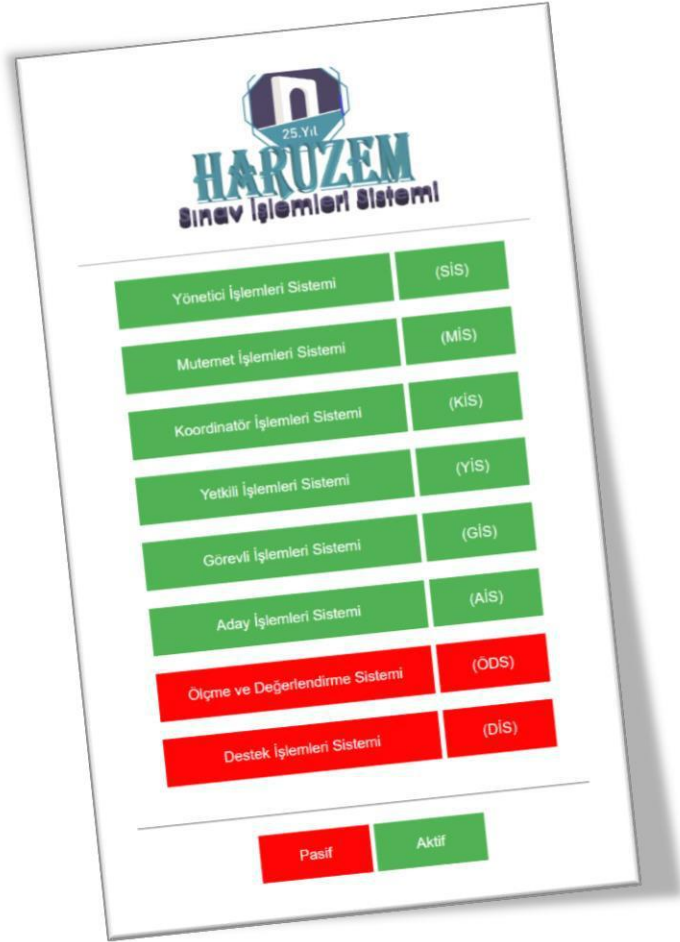 25.Yıl
HARUZEM
Sınav İşlemleri Sistemi
Yönetici İşlemleri Sistemi (SİS)
Mutemet İşlemleri Sistemi (MİS)
Koordinatör İşlemleri Sistemi (KİS)
Yetkili İşlemleri Sistemi (YİS)
Görevli İşlemleri Sistemi (GİS)
Aday İşlemleri Sistemi (AİS)
Ölçme ve Değerlendirme Sistemi (ÖDS)
Destek İşlemleri Sistemi (DİS)
Pasif Aktif